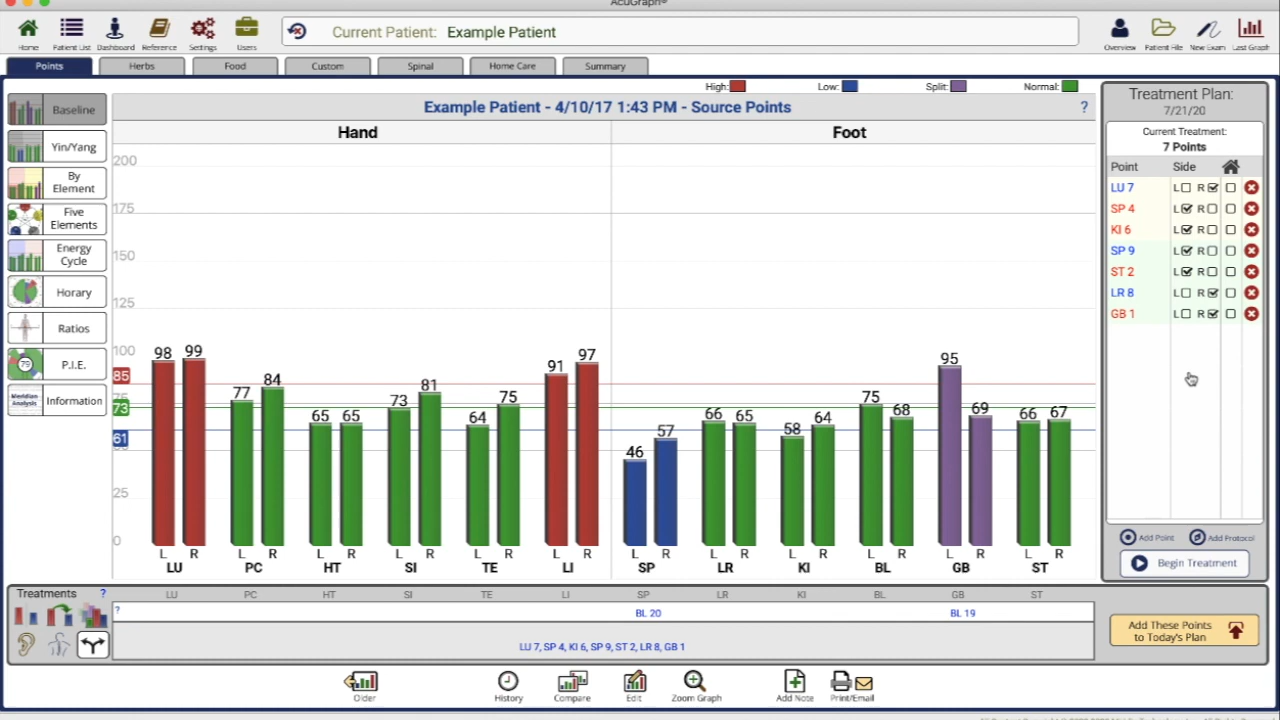 AcuGraph®
Home
Patient List
Dashboard
Reference
Settings
Users
Current Patient: Example Patient
Overview
Patient File
New Exam
Last Graph
Points
Herbs
Food
Custom
Spinal
Home Care
Summary
High:
Low:
Split:
Normal:
Example Patient - 4/10/17 1:43 PM - Source Points
?
Hand
Foot
Baseline
Yin/Yang
By
Element
Five
Elements
Energy
Cycle
Horary
Ratios
79
P.I.E.
Meridian
Analysis
Information
200
175
150
125
100
85
75
73
61
25
0
98 99 77 84 65 65 73 81 64 75 91 97 46 57 66 65 58 64 75 68 95 69 66 67
L R L R L R L R L R L R L R L R L R L R L R L R
LU PC HT SI TE LI SP LR KI BL GB ST
Treatment Plan:
7/21/20
Current Treatment:
7 Points
Point Side
LU 7 L R
SP 4 L R
KI 6 L R
SP 9 L R
ST 2 L R
LR 8 L R
GB 1 L R
Add Point
Add Protocol
Begin Treatment
Treatments ?
LU PC HT SI TE LI SP LR KI BL GB ST
? BL 20 BL 19
LU 7, SP 4, KI 6, SP 9, ST 2, LR 8, GB 1
Add These Points
to Today's Plan
Older
History
Compare
Edit
Zoom Graph
Add Note
Print/Email